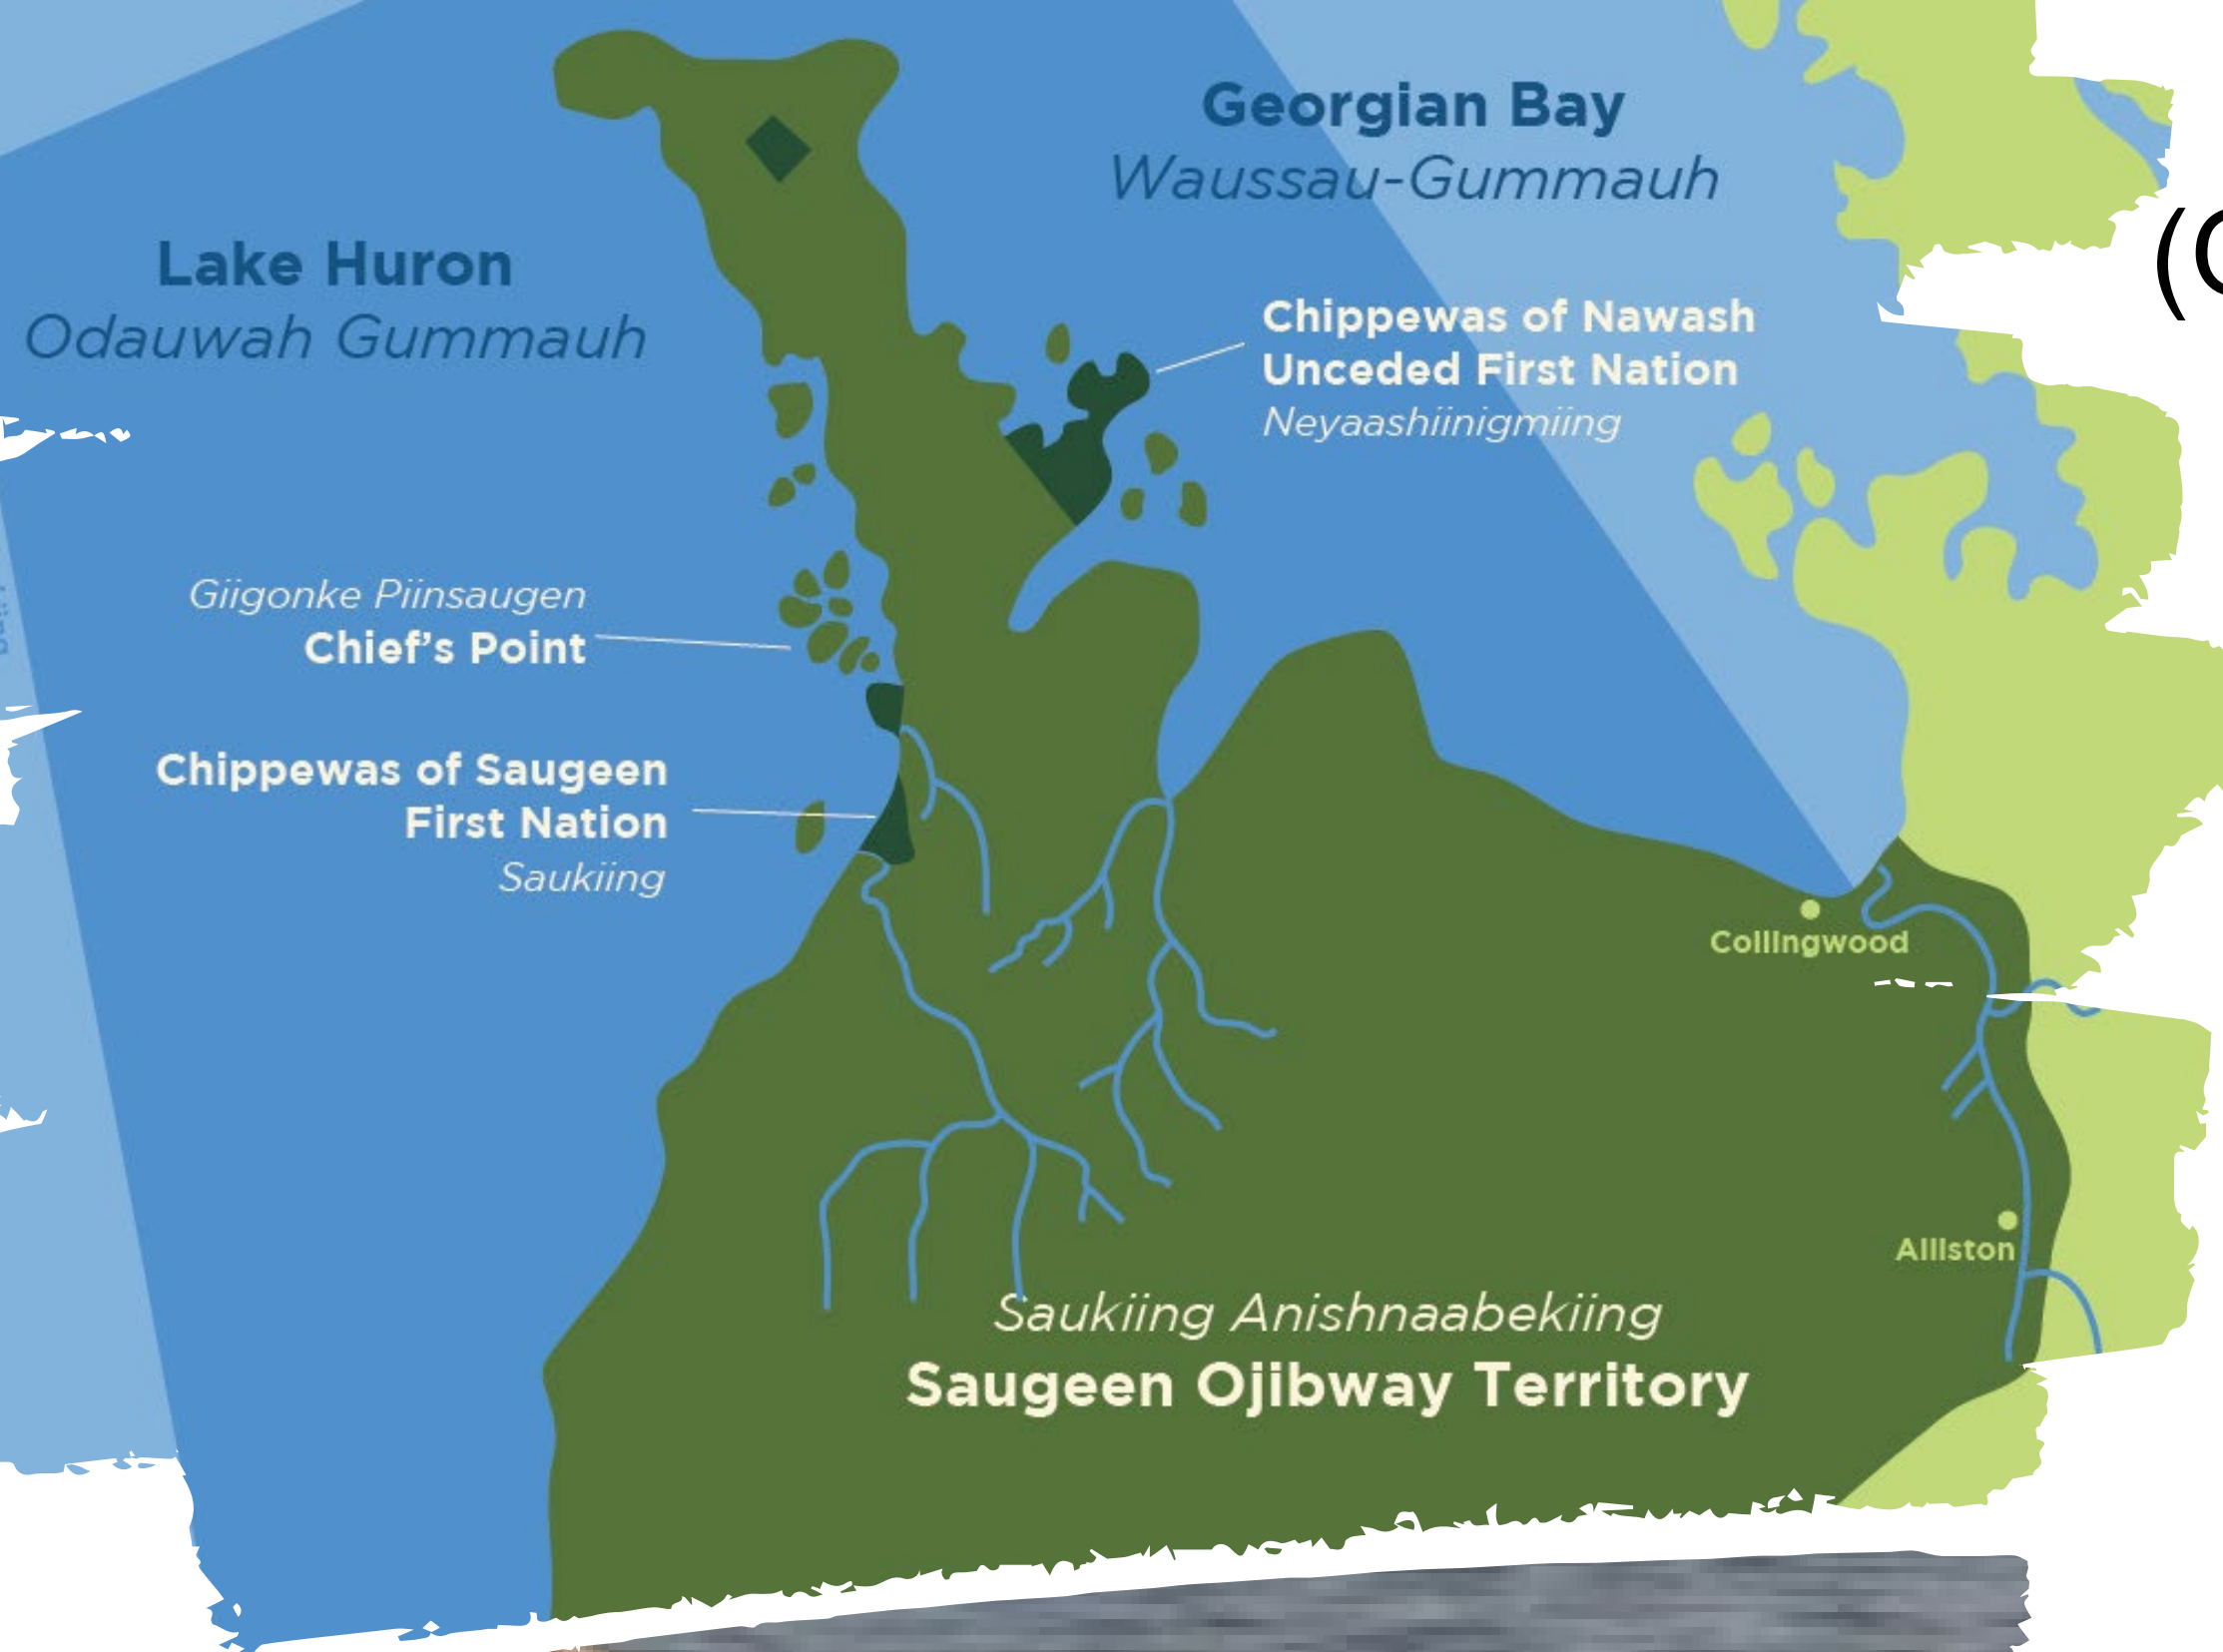 Georgian Bay
Waussau-Gummauh
Lake Huron
Odauwah Gummauh
(
Chippewas of Nawash
Unceded First Nation
Neyaashiinigmiing
Giigonke Piinsaugen
Chief's Point
Chippewas of Saugeen
First Nation
Saukiing
Collingwood
Alliston
Saukiing Anishnaabekiing
Saugeen Ojibway Territory